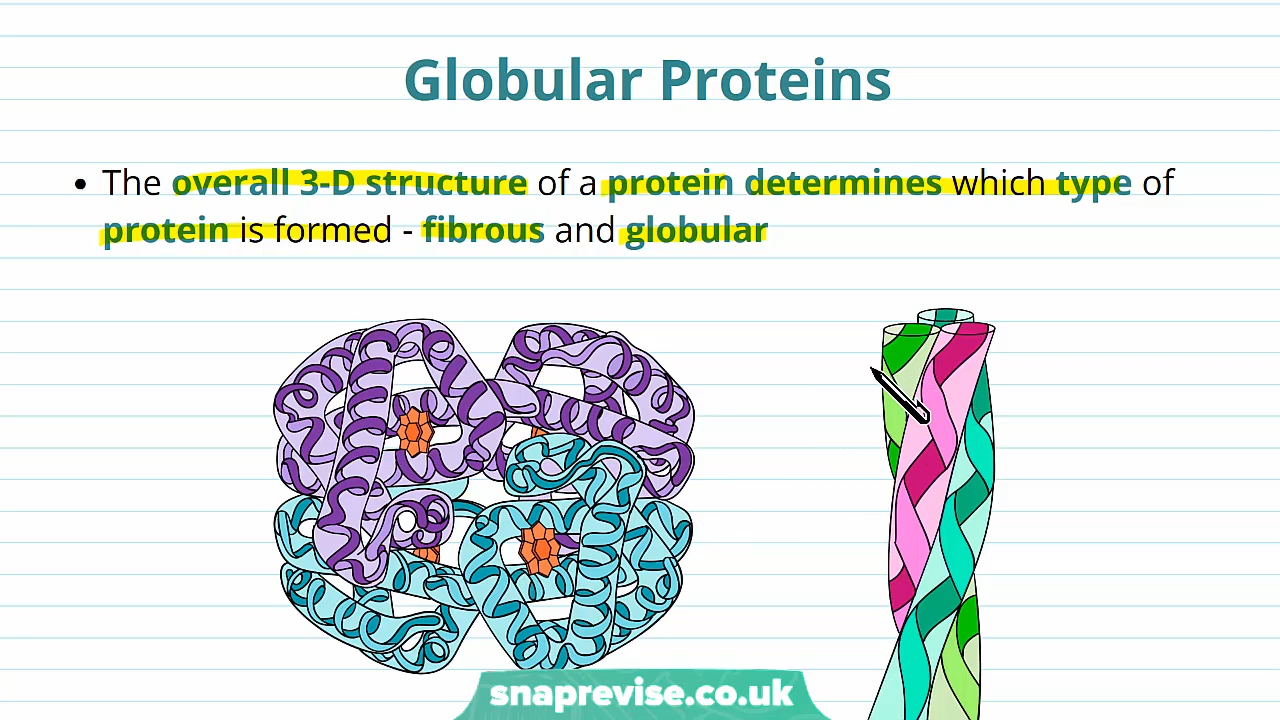 Globular Proteins
• The overall 3-D structure of a protein determines which type of
protein is formed - fibrous and globular
snaprevise.co.uk